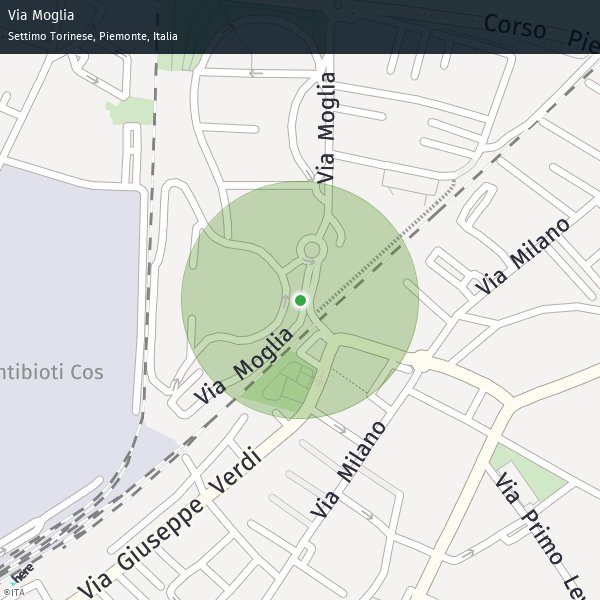 Via Moglia
Settimo Torinese, Piemonte, Italia
Corso Pie
Via Moglia
Via Milano
Via Moglia
ntibioti Cos
Via Milano
Via Giuseppe Verdi
Via Primo Lev
here
©ITA